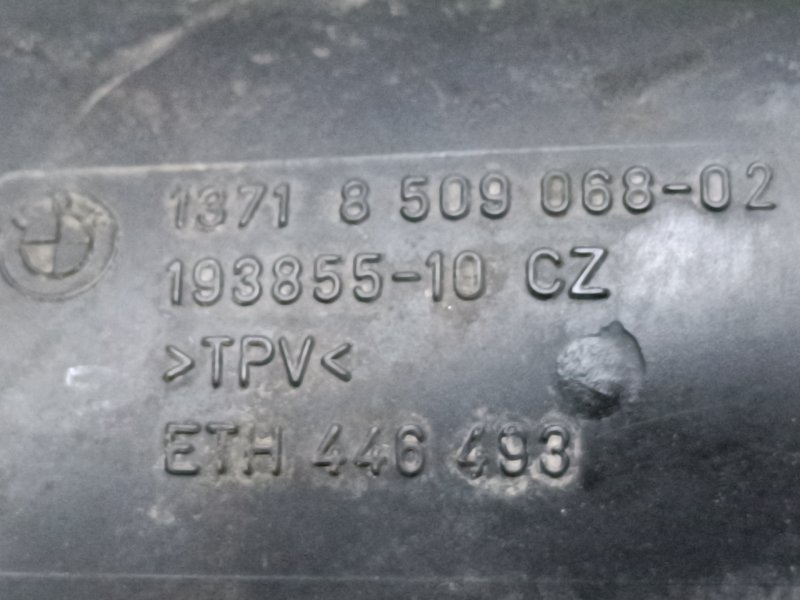 1371 8 509 068-02
193855-10 CZ
>TPV<
ETH 446 493